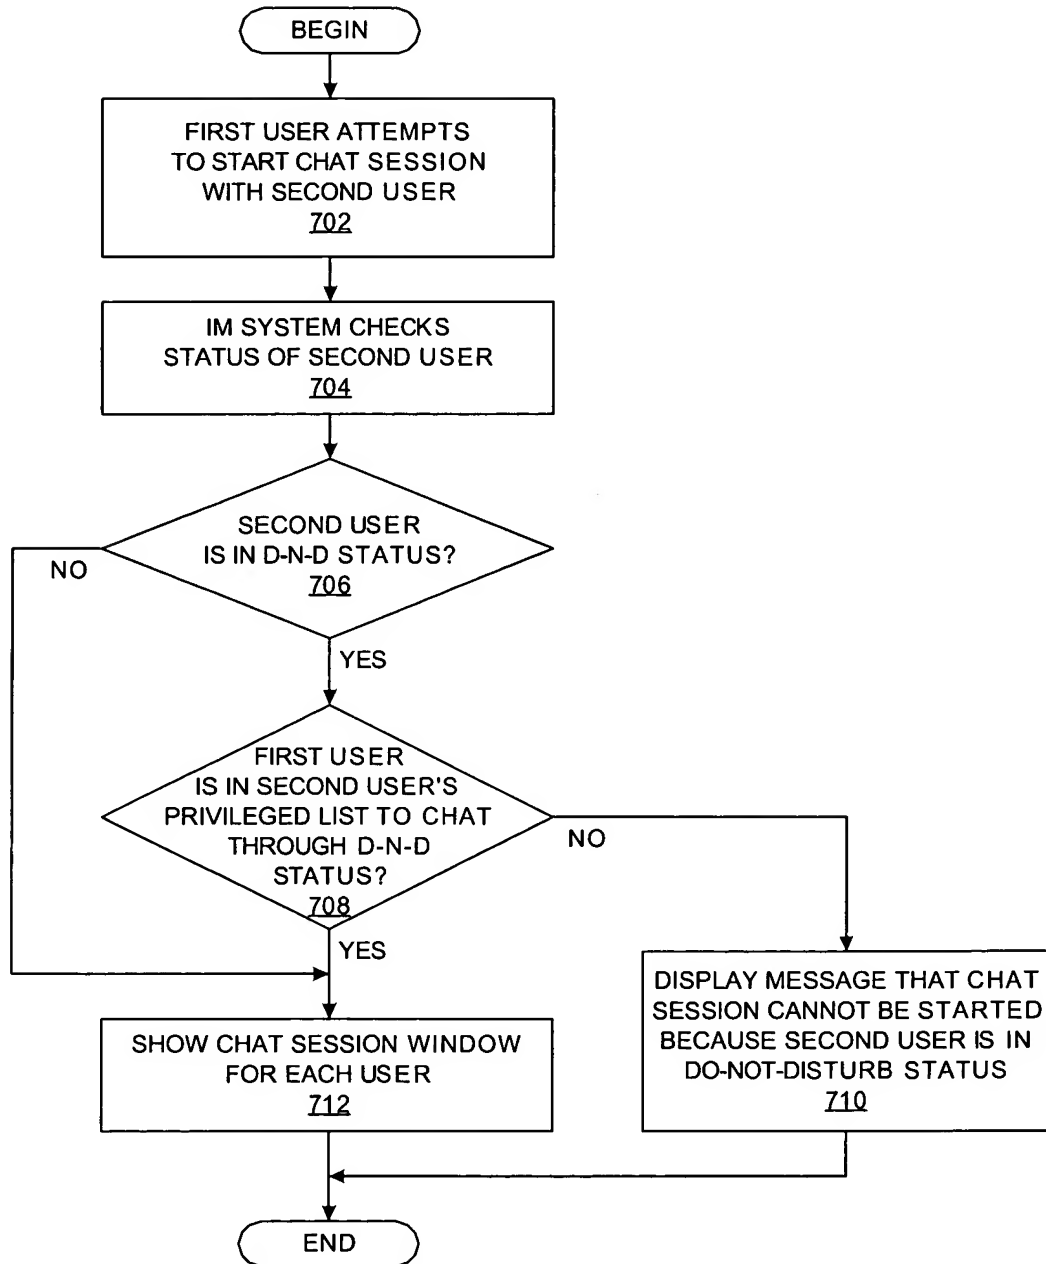 BEGIN
FIRST USER ATTEMPTS
TO START CHAT SESSION
WITH SECOND USER
702
IM SYSTEM CHECKS
STATUS OF SECOND USER
704
SECOND USER
IS IN D-N-D STATUS?
706
NO
YES
FIRST USER
IS IN SECOND USER'S
PRIVILEGED LIST TO CHAT
THROUGH D-N-D
STATUS?
708
NO
YES
DISPLAY MESSAGE THAT CHAT
SESSION CANNOT BE STARTED
BECAUSE SECOND USER IS IN
DO-NOT-DISTURB STATUS
710
SHOW CHAT SESSION WINDOW
FOR EACH USER
712
END